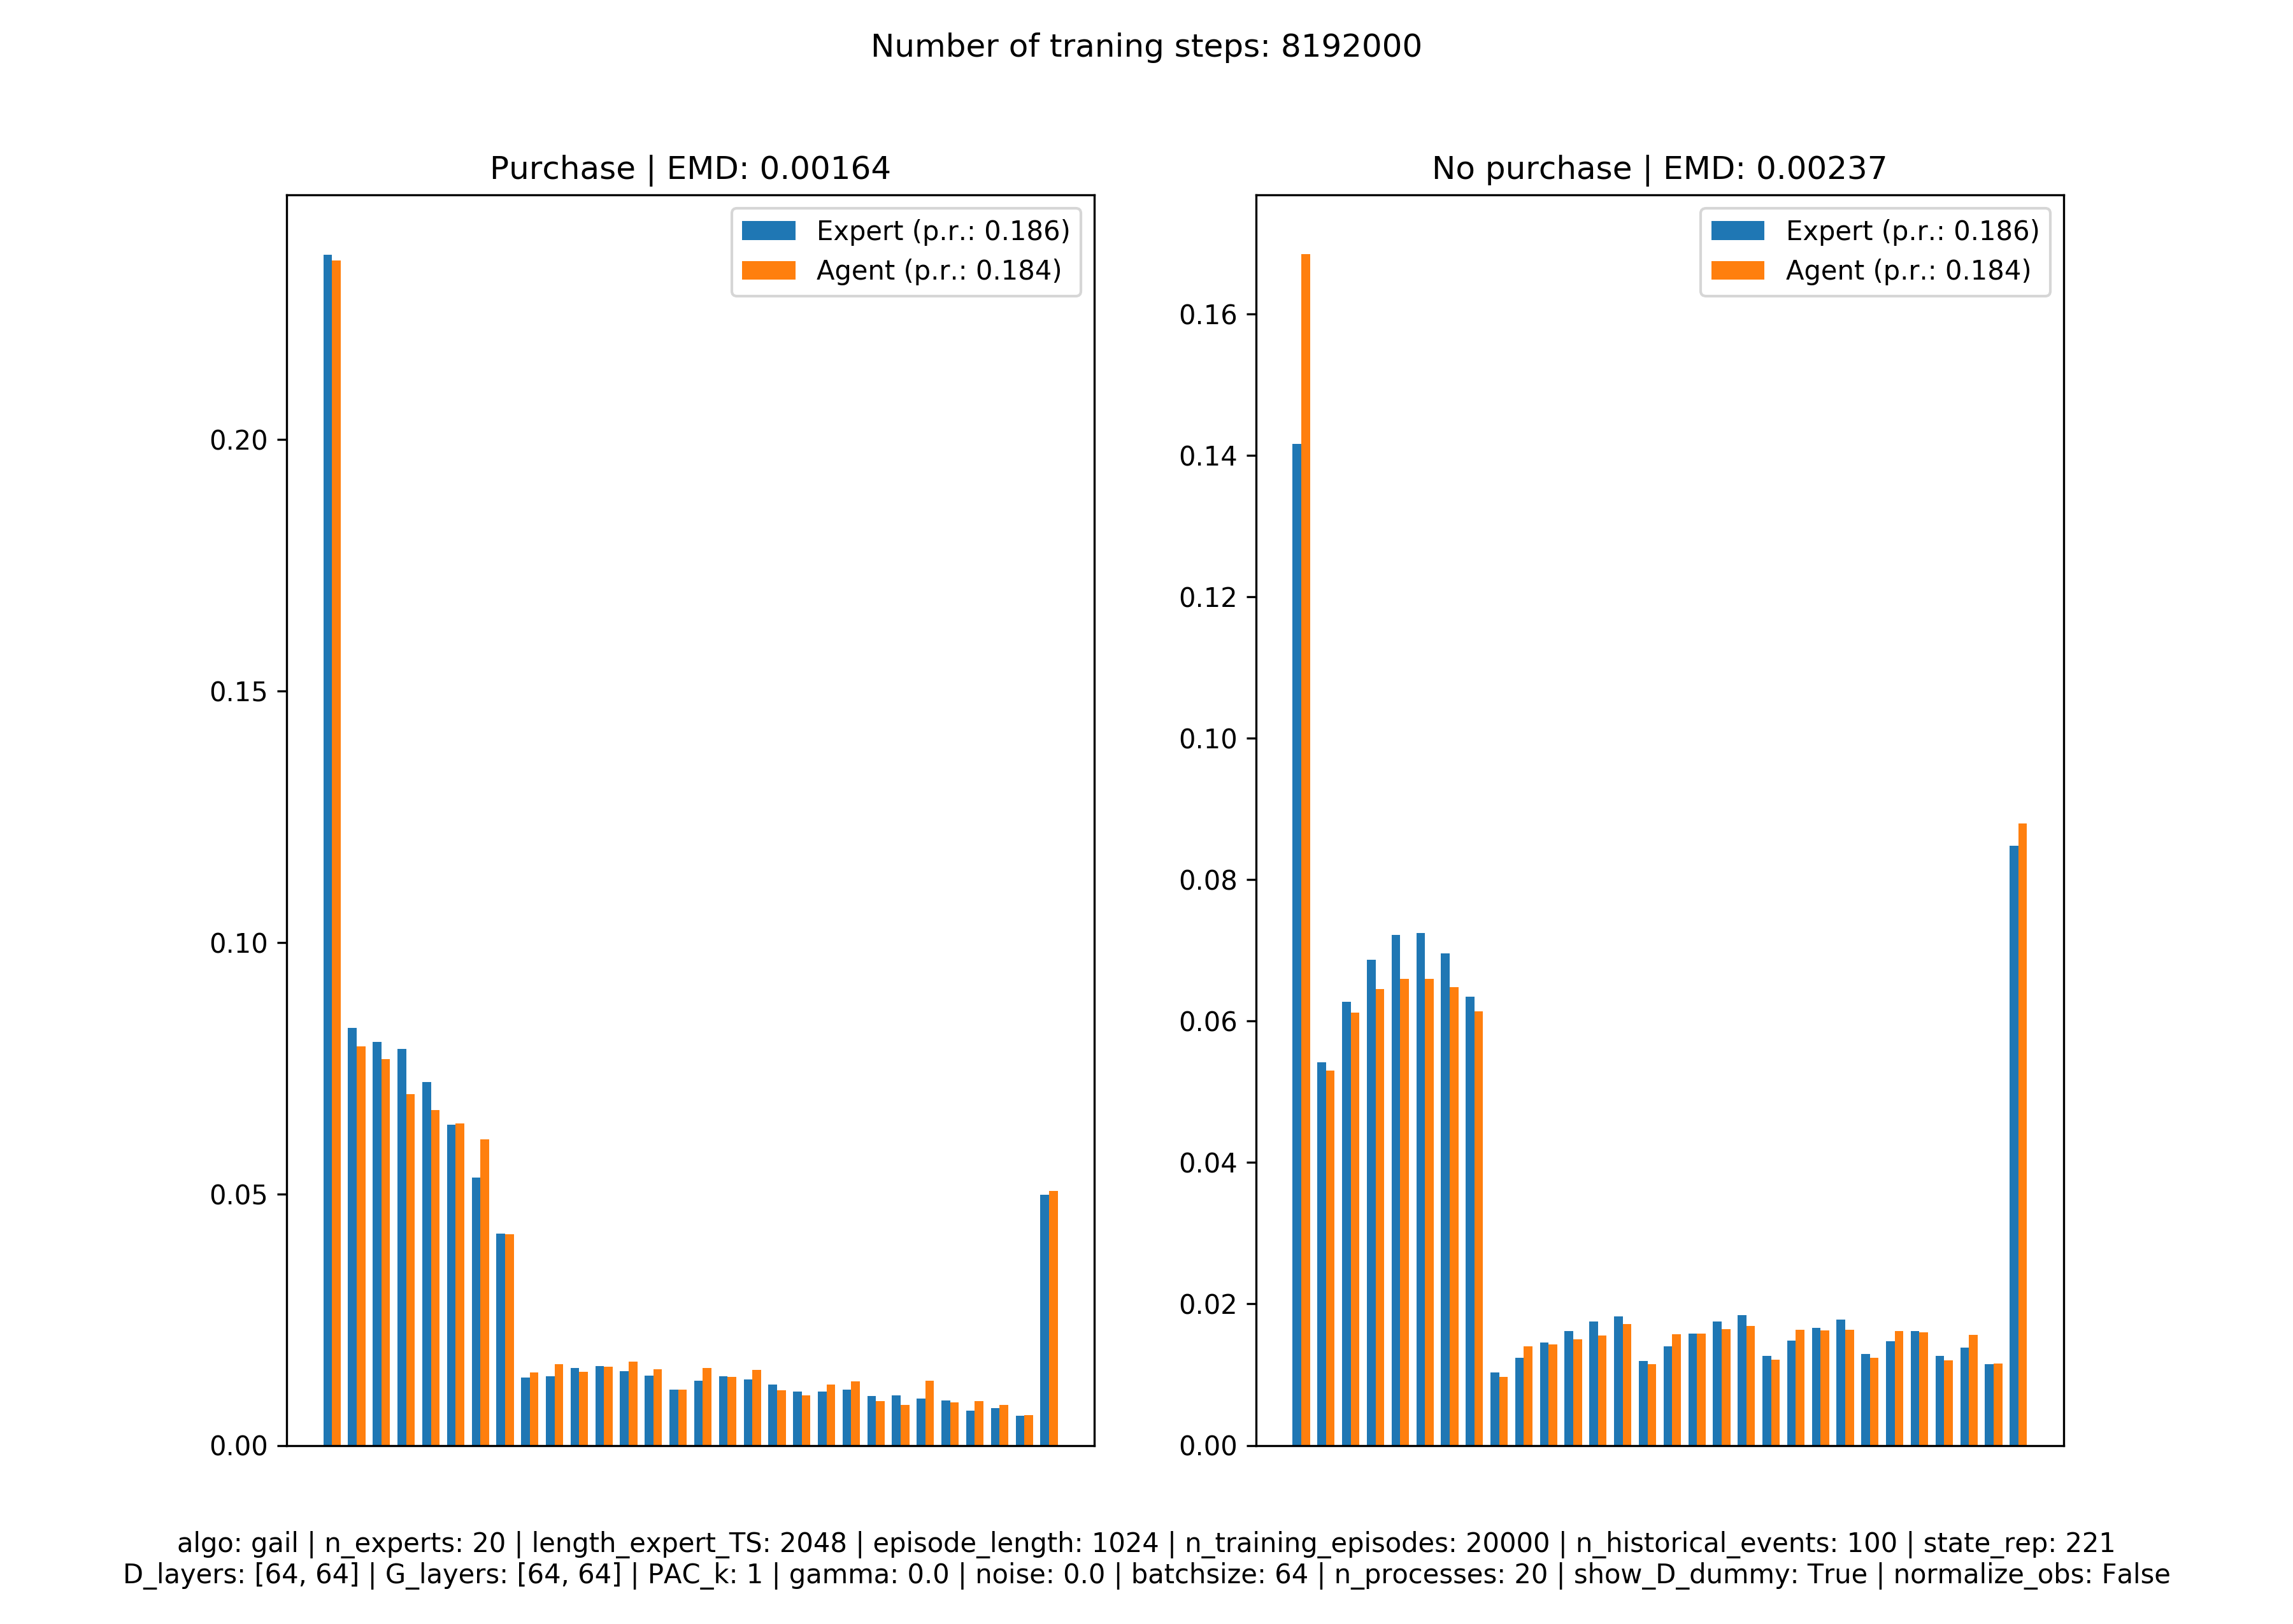 Number of traning steps: 8192000
Purchase | EMD: 0.00164
Expert (p.r.: 0.186)
Agent (p.r.: 0.184)
0.20
0.15
0.10
0.05
0.00
No purchase | EMD: 0.00237
Expert (p.r.: 0.186)
Agent (p.r.: 0.184)
0.16
0.14
0.12
0.10
0.08
0.06
0.04
0.02
0.00
algo: gail | n_experts: 20 | length_expert_TS: 2048 | episode_length: 1024 | n_training_episodes: 20000 | n_historical_events: 100 | state_rep: 221
D_layers: [64, 64] | G_layers: [64, 64] | PAC_k: 1 | gamma: 0.0 | noise: 0.0 | batchsize: 64 | n_processes: 20 | show_D_dummy: True | normalize_obs: False